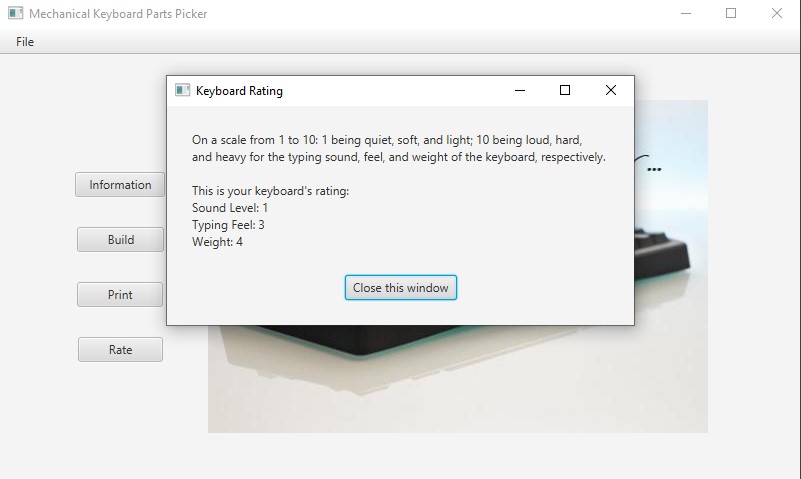 Mechanical Keyboard Parts Picker
File
Keyboard Rating
On a scale from 1 to 10: 1 being quiet, soft, and light; 10 being loud, hard,
and heavy for the typing sound, feel, and weight of the keyboard, respectively.
This is your keyboard's rating:
Sound Level: 1
Typing Feel: 3
Weight: 4
Close this window
Information
Build
Print
Rate